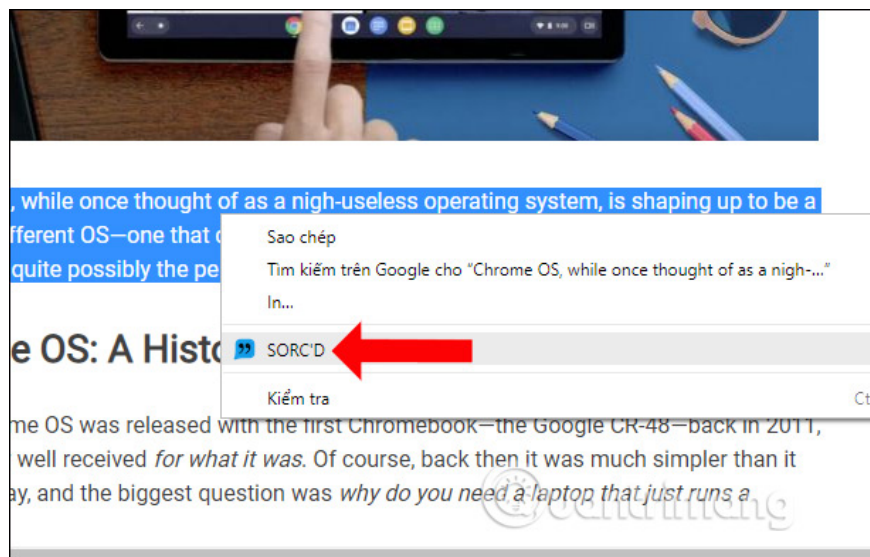 , while once thought of as a nigh-useless operating system, is shaping up to be a
fferent OS—one that
quite possibly the pe
Sao chép
Tìm kiếm trên Google cho “Chrome OS, while once thought of as a nigh-...”
In...
SORC'D
Kiểm tra
Ct
e OS: A Histo
me OS was released with the first Chromebook—the Google CR-48—back in 2011,
well received for what it was. Of course, back then it was much simpler than it
ay, and the biggest question was why do you need a laptop that just runs a
Quantrimang